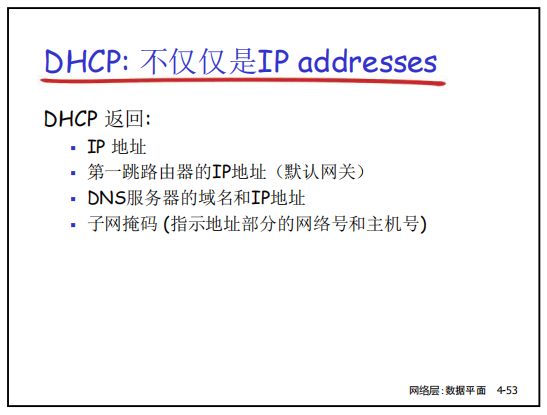 DHCP: 不仅仅是IP addresses
DHCP 返回:
IP 地址
第一跳路由器的IP地址（默认网关）
DNS服务器的域名和IP地址
子网掩码 (指示地址部分的网络号和主机号)
网络层:数据平面 4-53